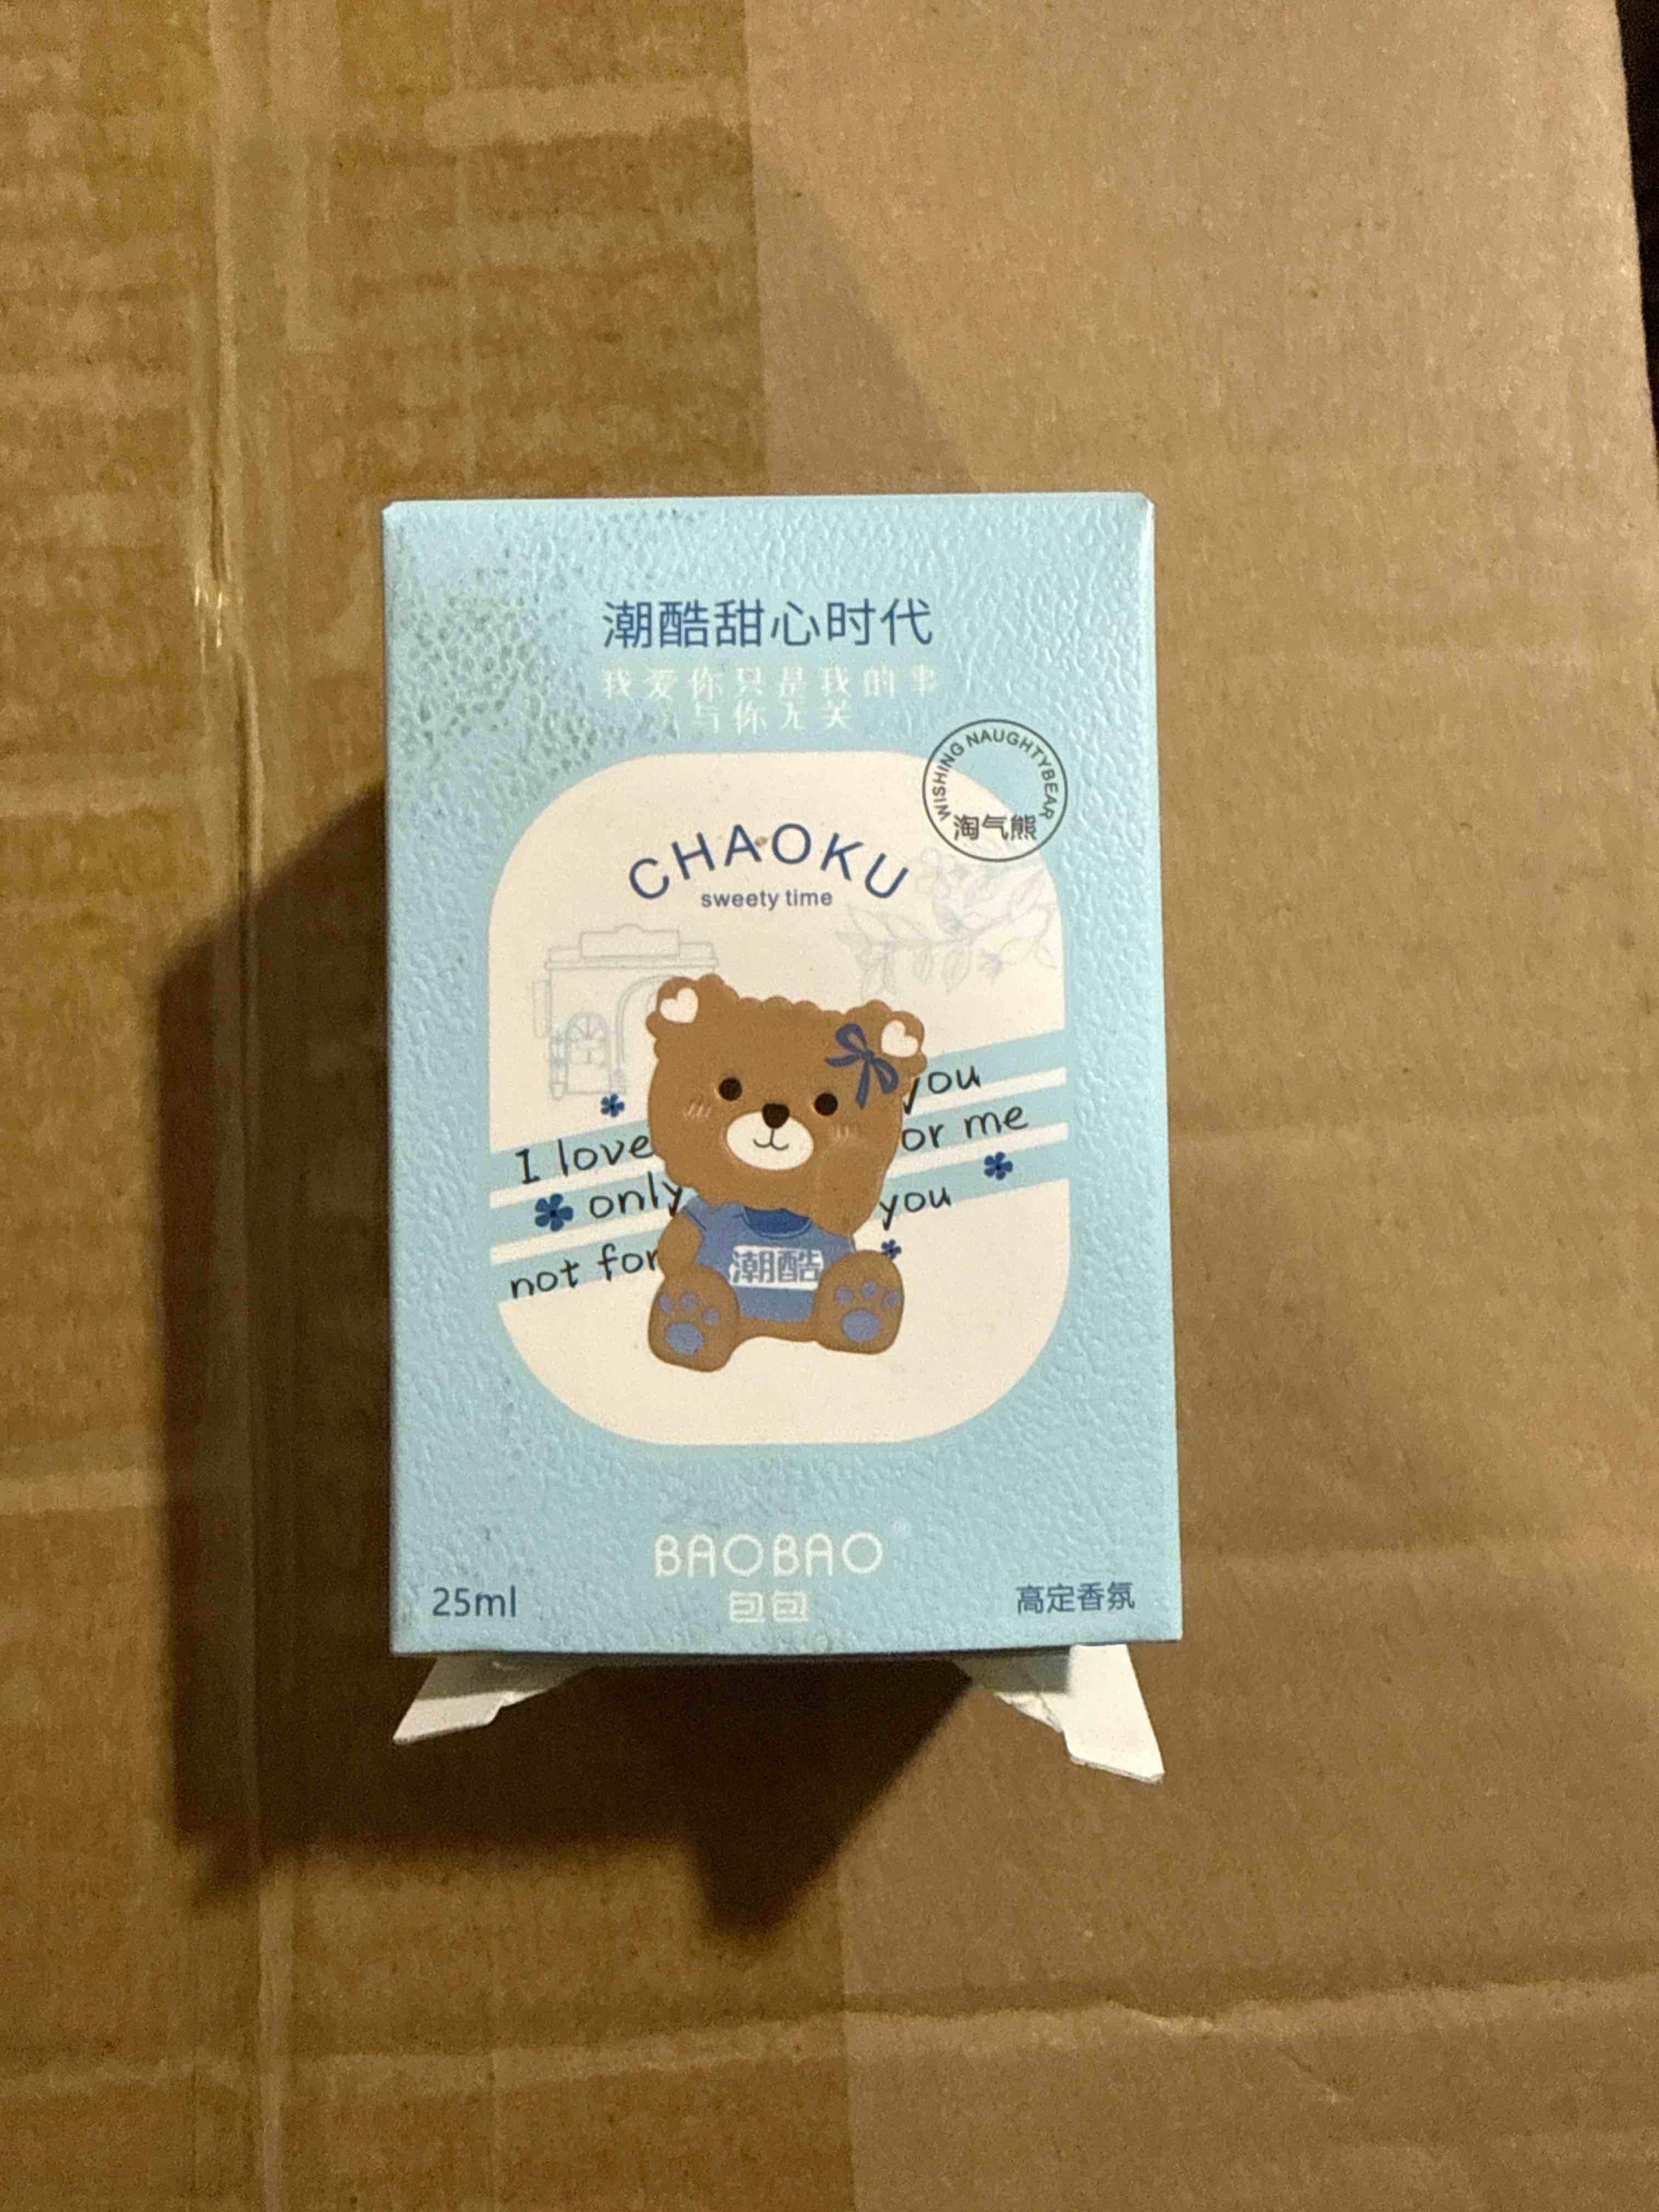 潮酷甜心时代
我爱你只是我的事
与你无关
WISHING NAUGHTYBEAR
淘气熊
CHAOKU
sweety time
I love you
only or me
not for you
潮酷
BAOBAO®
包包
25ml
高定香氛